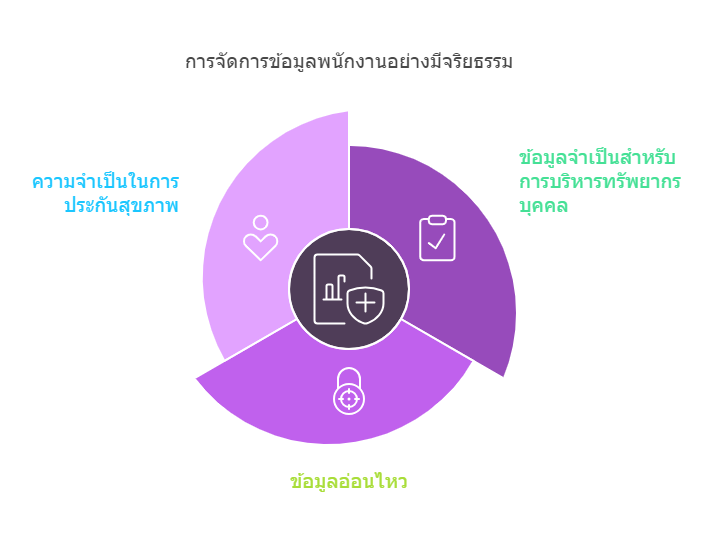 การจัดการข้อมูลพนักงานอย่างมีจริยธรรม
ความจำเป็นในการ
ประกันสุขภาพ
ข้อมูลจำเป็นสำหรับ
การบริหารทรัพยากร
บุคคล
ข้อมูลอ่อนไหว